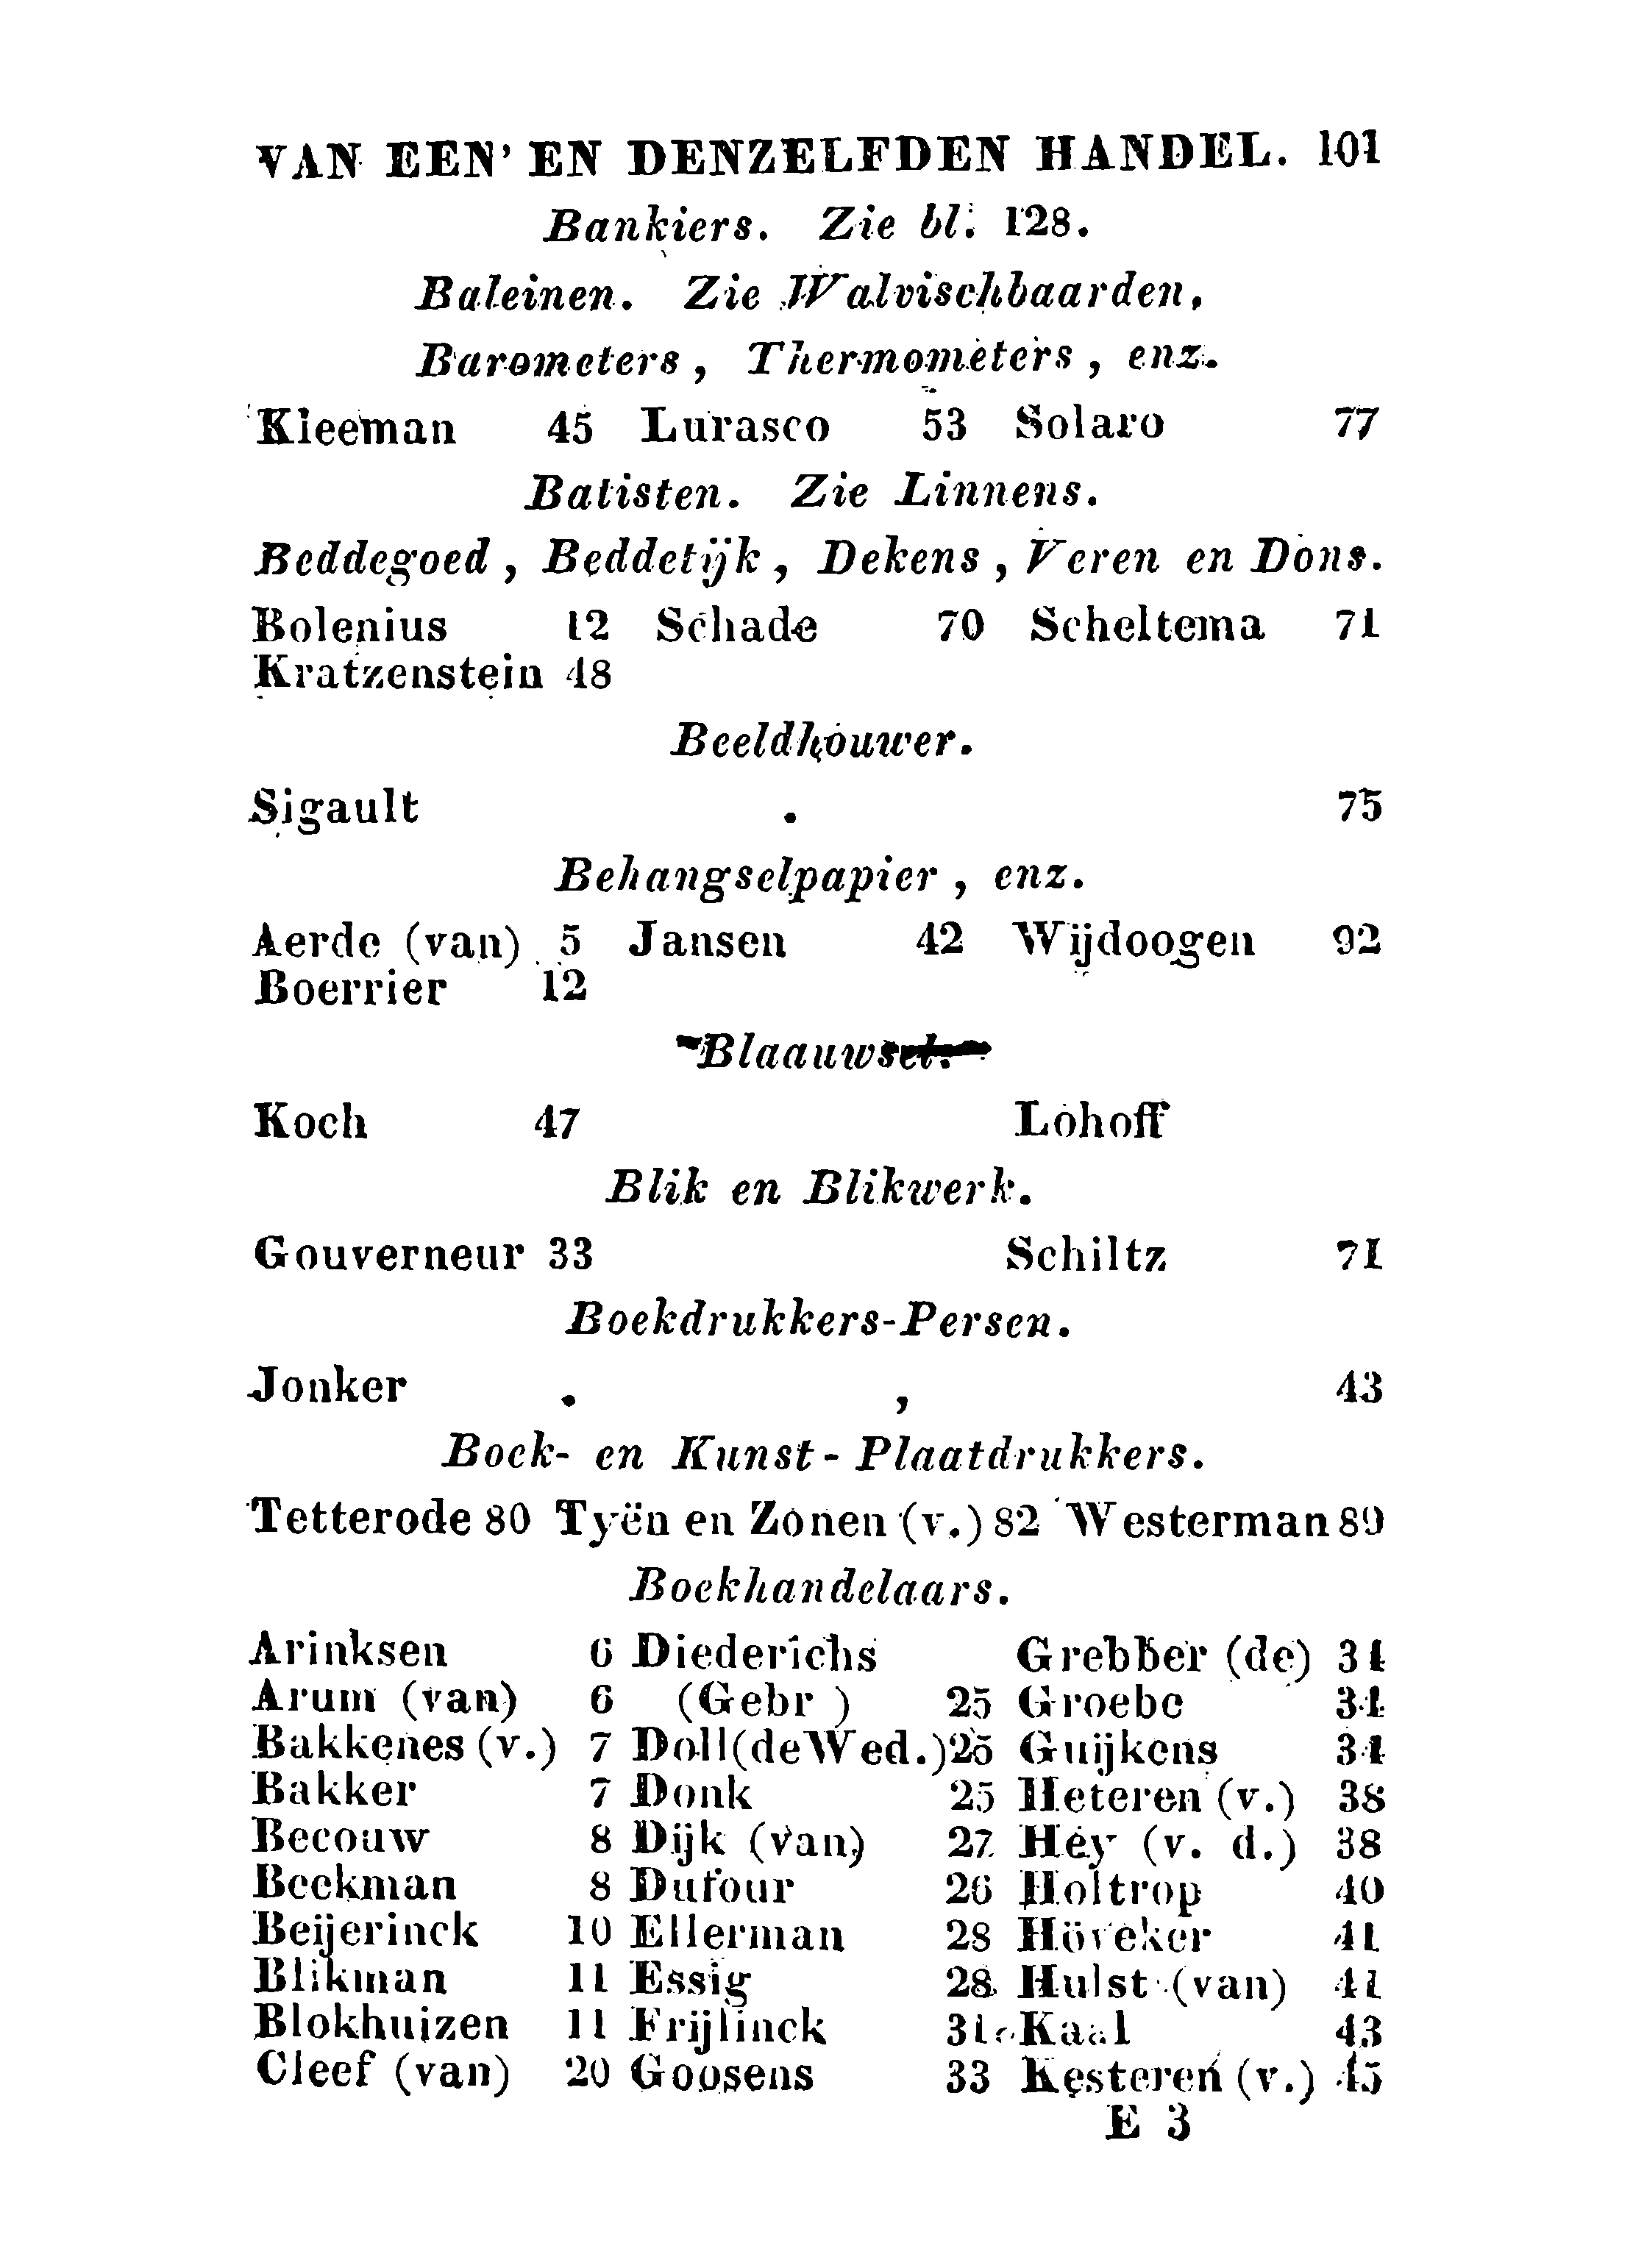 VAN EEN' EN DENZELFDEN HANDEL. 101
Bankiers. Zie bl. 128.
Baleinen. Zie Walvischbaarden,
Barometers, Thermometers, enz.
Kleeman 45 Lurasco 53 Solaro 77
Batisten. Zie Linnens.
Beddegoed, Beddetijk, Dekens, Veren en Dons.
Bolenius 12 Schade 70 Scheltema 71
Kratzenstein 48
Beeldhouwer.
Sigault . 75
Behangselpapier, enz.
Aerde (van) 5 Jansen 42 Wijdoogen 92
Boerrier 12
Blaauwsel.
Koch 47 Lohoff
Blik en Blikwerk.
Gouverneur 33 Schiltz 71
Boekdrukkers-Persen.
Jonker . , 43
Boek- en Kunst-Plaatdrukkers.
Tetterode 80 Tyën en Zonen (v.) 82 Westerman 89
Boekhandelaars.
Arinksen 6 Diederichs Grebber (de) 34
Arum (van) 6 (Gebr ) 25 Groebe 34
Bakkenes (v.) 7 Doll (de Wed.) 25 Guijkens 34
Bakker 7 Donk 25 Heteren (v.) 38
Becouw 8 Dijk (van) 27 Hey (v. d.) 38
Beekman 8 Dufour 26 Holtrop 40
Beijerinck 10 Ellerman 28 Höveker 41
Blikman 11 Essig 28 Hulst (van) 41
Blokhuizen 11 Frijlinck 31 Kaal 43
Cleef (van) 20 Goosens 33 Kesteren (v.) 45
E 3